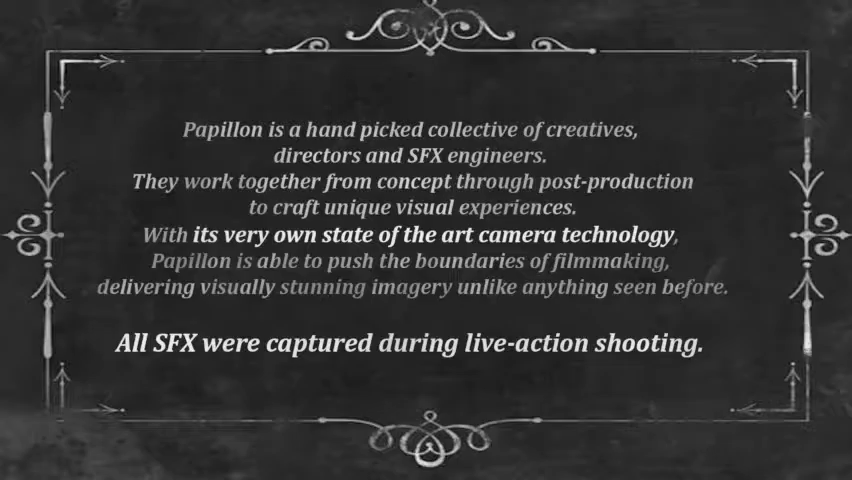 Papillon is a hand picked collective of creatives,
directors and SFX engineers.
They work together from concept through post-production
to craft unique visual experiences.
With its very own state of the art camera technology,
Papillon is able to push the boundaries of filmmaking,
delivering visually stunning imagery unlike anything seen before.
All SFX were captured during live-action shooting.